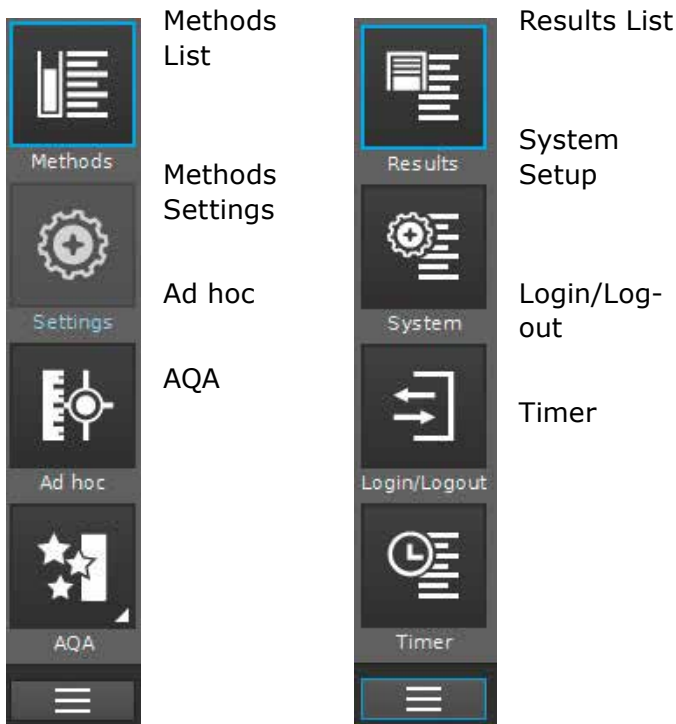 Methods
Settings
Ad hoc
AQA
Methods
List
Methods
Settings
Ad hoc
AQA
Results
System
Login/Logout
Timer
Results List
System
Setup
Login/Log-
out
Timer